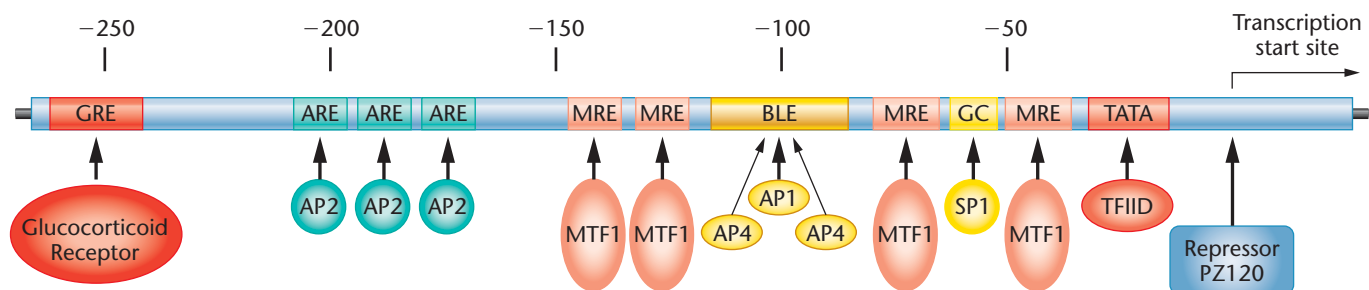 −250
−200
−150
−100
−50
Transcription
start site
GRE
ARE
ARE
ARE
MRE
MRE
BLE
MRE
GC
MRE
TATA
Glucocorticoid
Receptor
AP2
AP2
AP2
MTF1
MTF1
AP4
AP1
AP4
MTF1
SP1
MTF1
TFIID
Repressor
PZ120